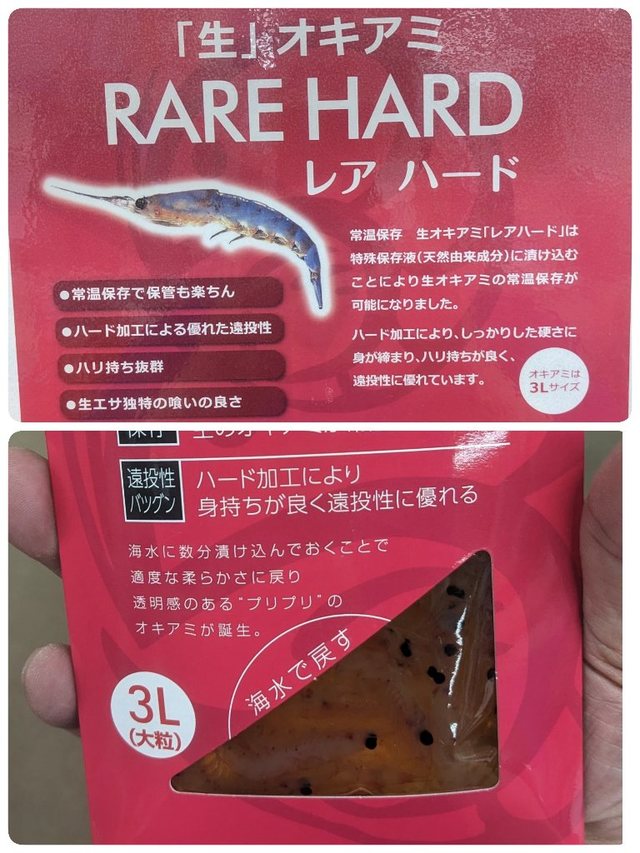 「生」オキアミ
RARE HARD
レア ハード
常温保存 生オキアミ「レアハード」は
特殊保存液(天然由来成分)に漬け込む
ことにより生オキアミの常温保存が
可能になりました。
ハード加工により、しっかりした硬さに
身が締まり、ハリ持ちが良く、
遠投性に優れています。
●常温保存で保管も楽ちん
●ハード加工による優れた遠投性
●ハリ持ち抜群
●生エサ独特の喰いの良さ
オキアミは
3Lサイズ
遠投性
バツグン
ハード加工により
身持ちが良く遠投性に優れる
海水に数分漬け込んでおくことで
適度な柔らかさに戻り
透明感のある“プリプリ”の
オキアミが誕生。
海水で戻す
3L
(大粒)